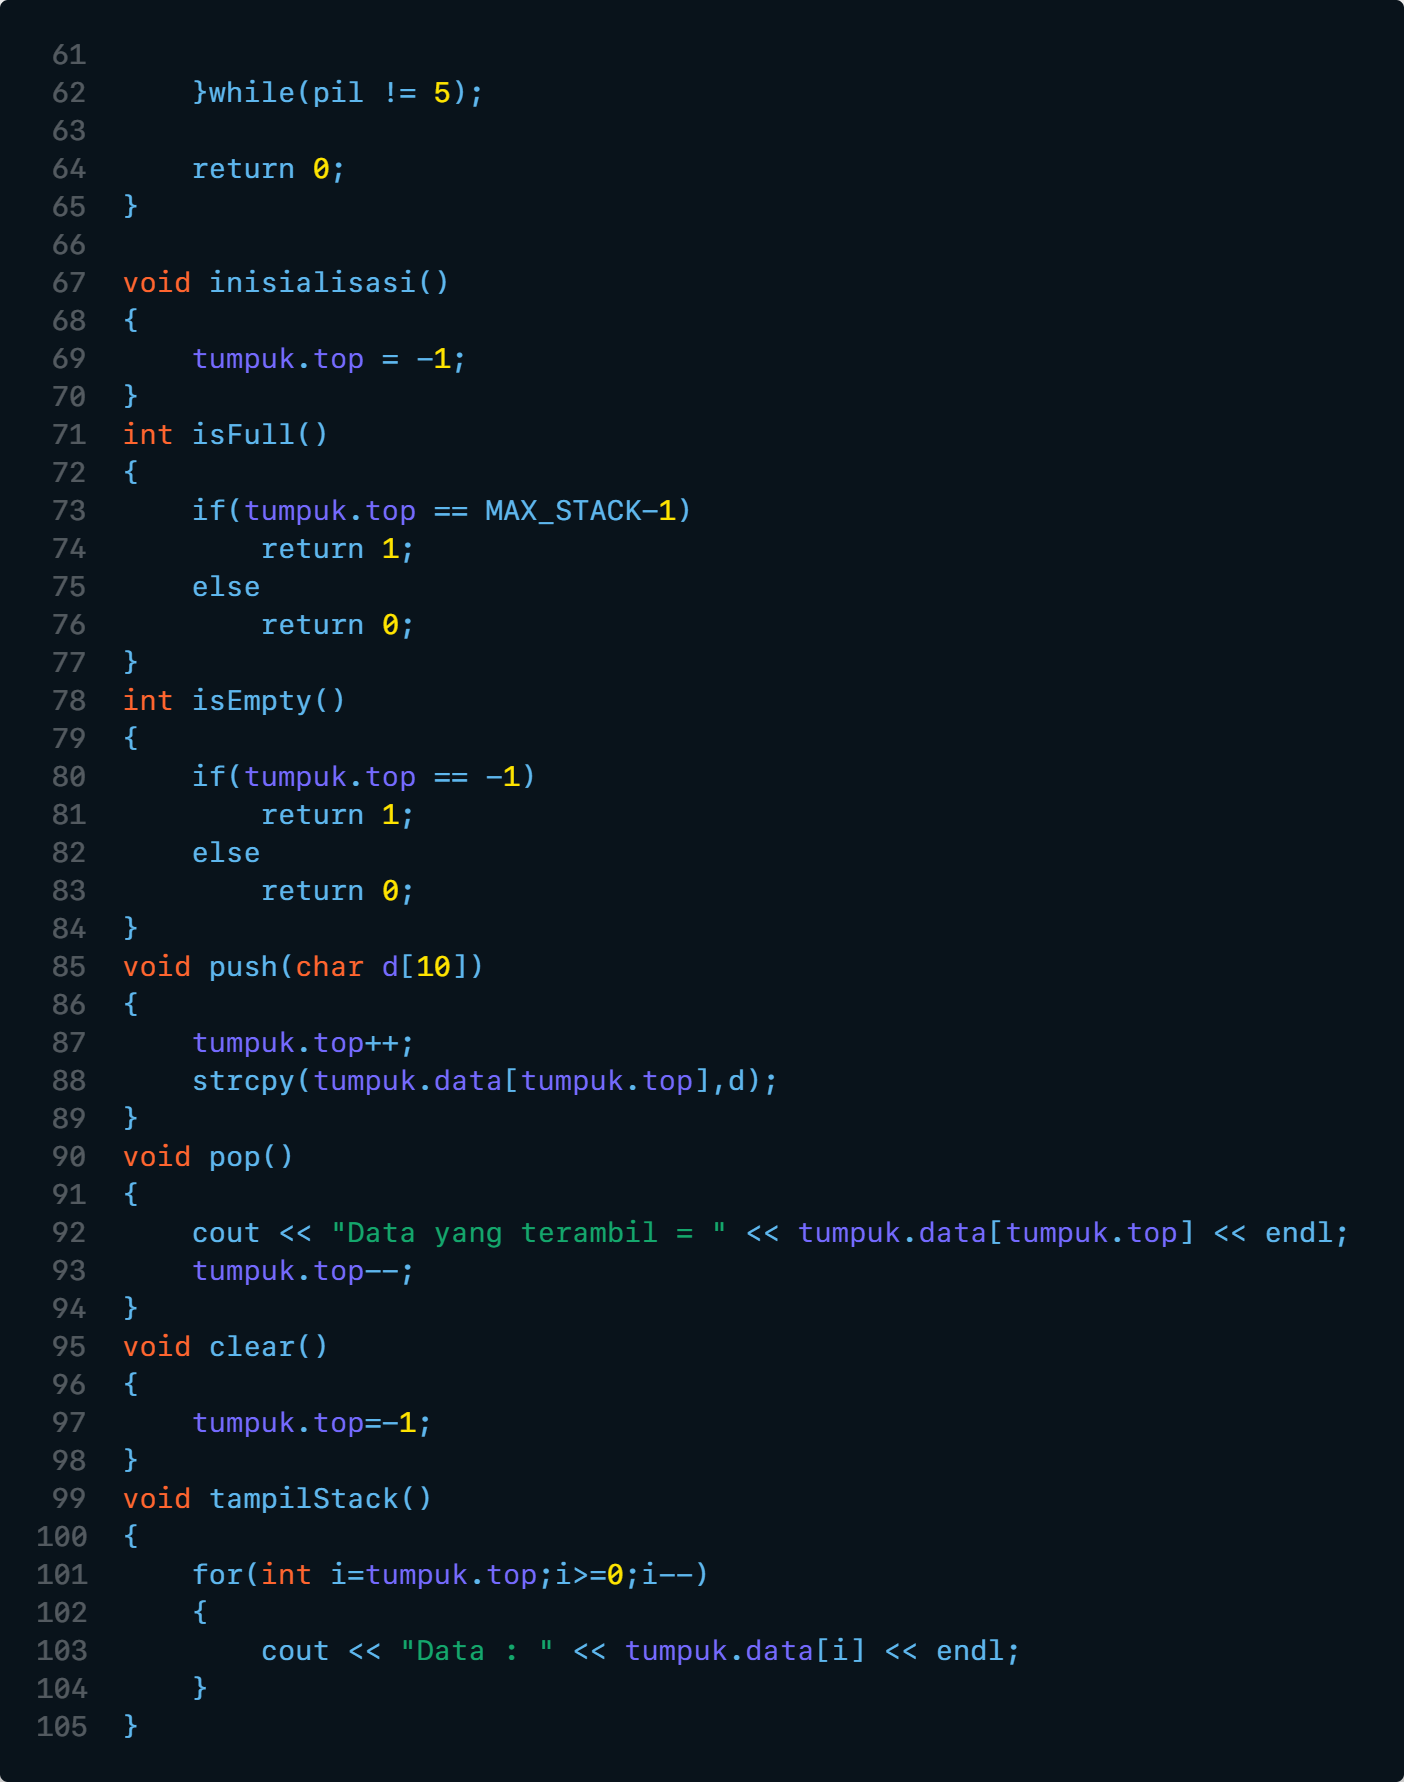 61
62 }while(pil != 5);
63
64 return 0;
65 }
66
67 void inisialisasi()
68 {
69 tumpuk.top = -1;
70 }
71 int isFull()
72 {
73 if(tumpuk.top == MAX_STACK-1)
74 return 1;
75 else
76 return 0;
77 }
78 int isEmpty()
79 {
80 if(tumpuk.top == -1)
81 return 1;
82 else
83 return 0;
84 }
85 void push(char d[10])
86 {
87 tumpuk.top++;
88 strcpy(tumpuk.data[tumpuk.top],d);
89 }
90 void pop()
91 {
92 cout << "Data yang terambil = " << tumpuk.data[tumpuk.top] << endl;
93 tumpuk.top--;
94 }
95 void clear()
96 {
97 tumpuk.top=-1;
98 }
99 void tampilStack()
100 {
101 for(int i=tumpuk.top;i>=0;i--)
102 {
103 cout << "Data : " << tumpuk.data[i] << endl;
104 }
105 }